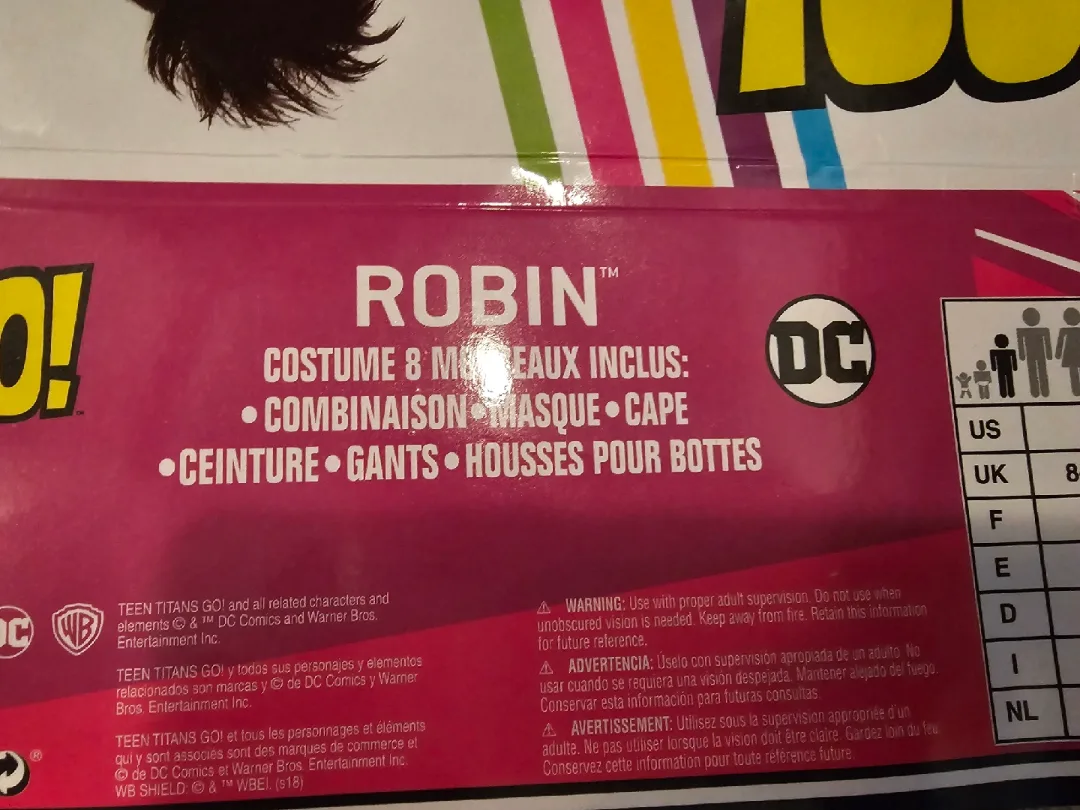 O!
ROBIN™
COSTUME 8 INCLUS:
• COMBINAISON • MASQUE • CAPE
• CEINTURE • GANTS • HOUSSES POUR BOTTES
DC
US
UK 8
F
E
D
I
NL
DC
WB
TEEN TITANS GO! and all related characters and
elements © & ™ DC Comics and Warner Bros.
Entertainment Inc.
TEEN TITANS GO! y todos sus personajes y elementos
relacionados son marcas y © de DC Comics y Warner
Bros. Entertainment Inc.
TEEN TITANS GO! et tous les personnages et éléments
qui y sont associés sont des marques de commerce et
© de DC Comics et Warner Bros. Entertainment Inc.
WB SHIELD: © & ™ WBEI. (s18)
®
⚠ WARNING: Use with proper adult supervision. Do not use when
unobscured vision is needed. Keep away from fire. Retain this information
for future reference.
⚠ ADVERTENCIA: Úselo con supervisión apropiada de un adulto. No
usar cuando se requiera una visión despejada. Mantener alejado del fuego.
Conservar esta información para futuras consultas.
⚠ AVERTISSEMENT: Utilisez sous la supervision appropriée d'un
adulte. Ne pas utiliser lorsque la vision doit être claire. Gardez loin du feu.
Conservez cette information pour toute référence future.